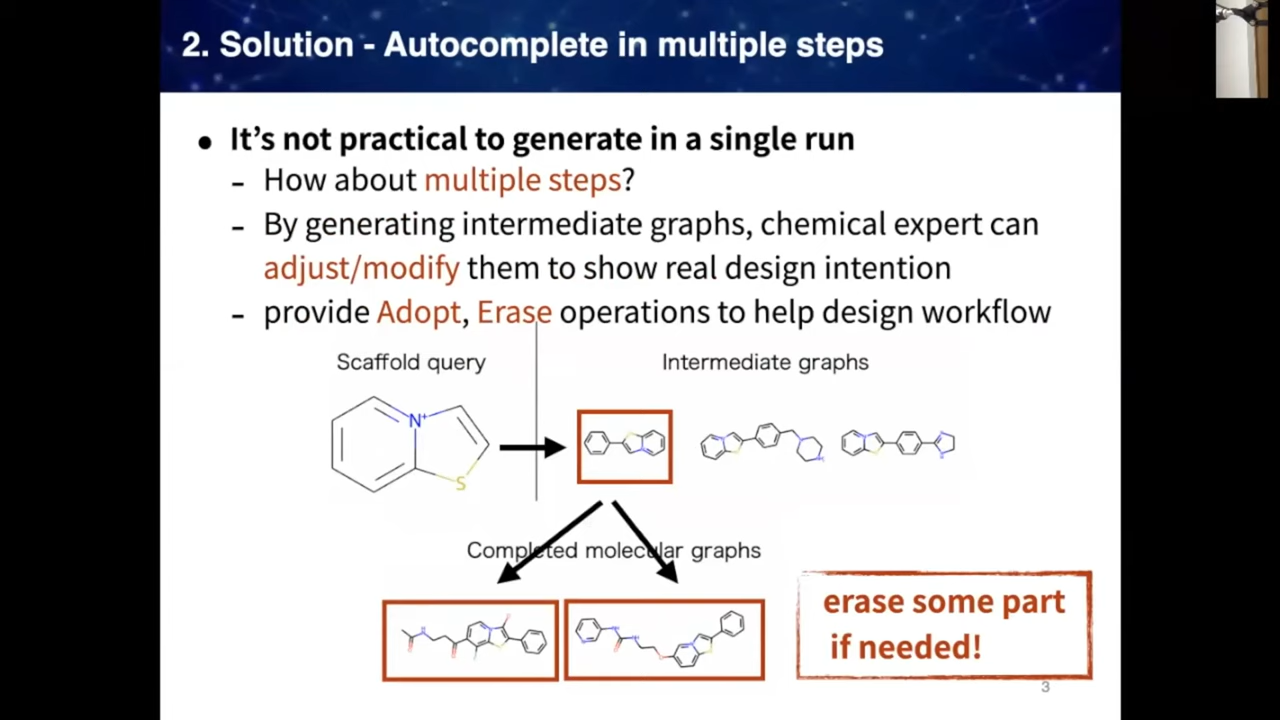 2. Solution - Autocomplete in multiple steps
● It's not practical to generate in a single run
- How about multiple steps?
- By generating intermediate graphs, chemical expert can
adjust/modify them to show real design intention
- provide Adopt, Erase operations to help design workflow
Scaffold query
Intermediate graphs
N+
S
Completed molecular graphs
erase some part
if needed!
3